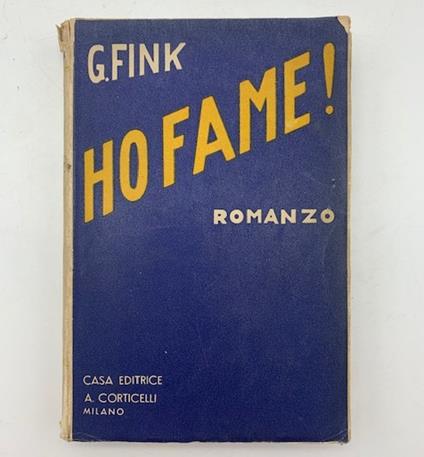 G. FINK
HO FAME!
ROMANZO
CASA EDITRICE
A. CORTICELLI
MILANO